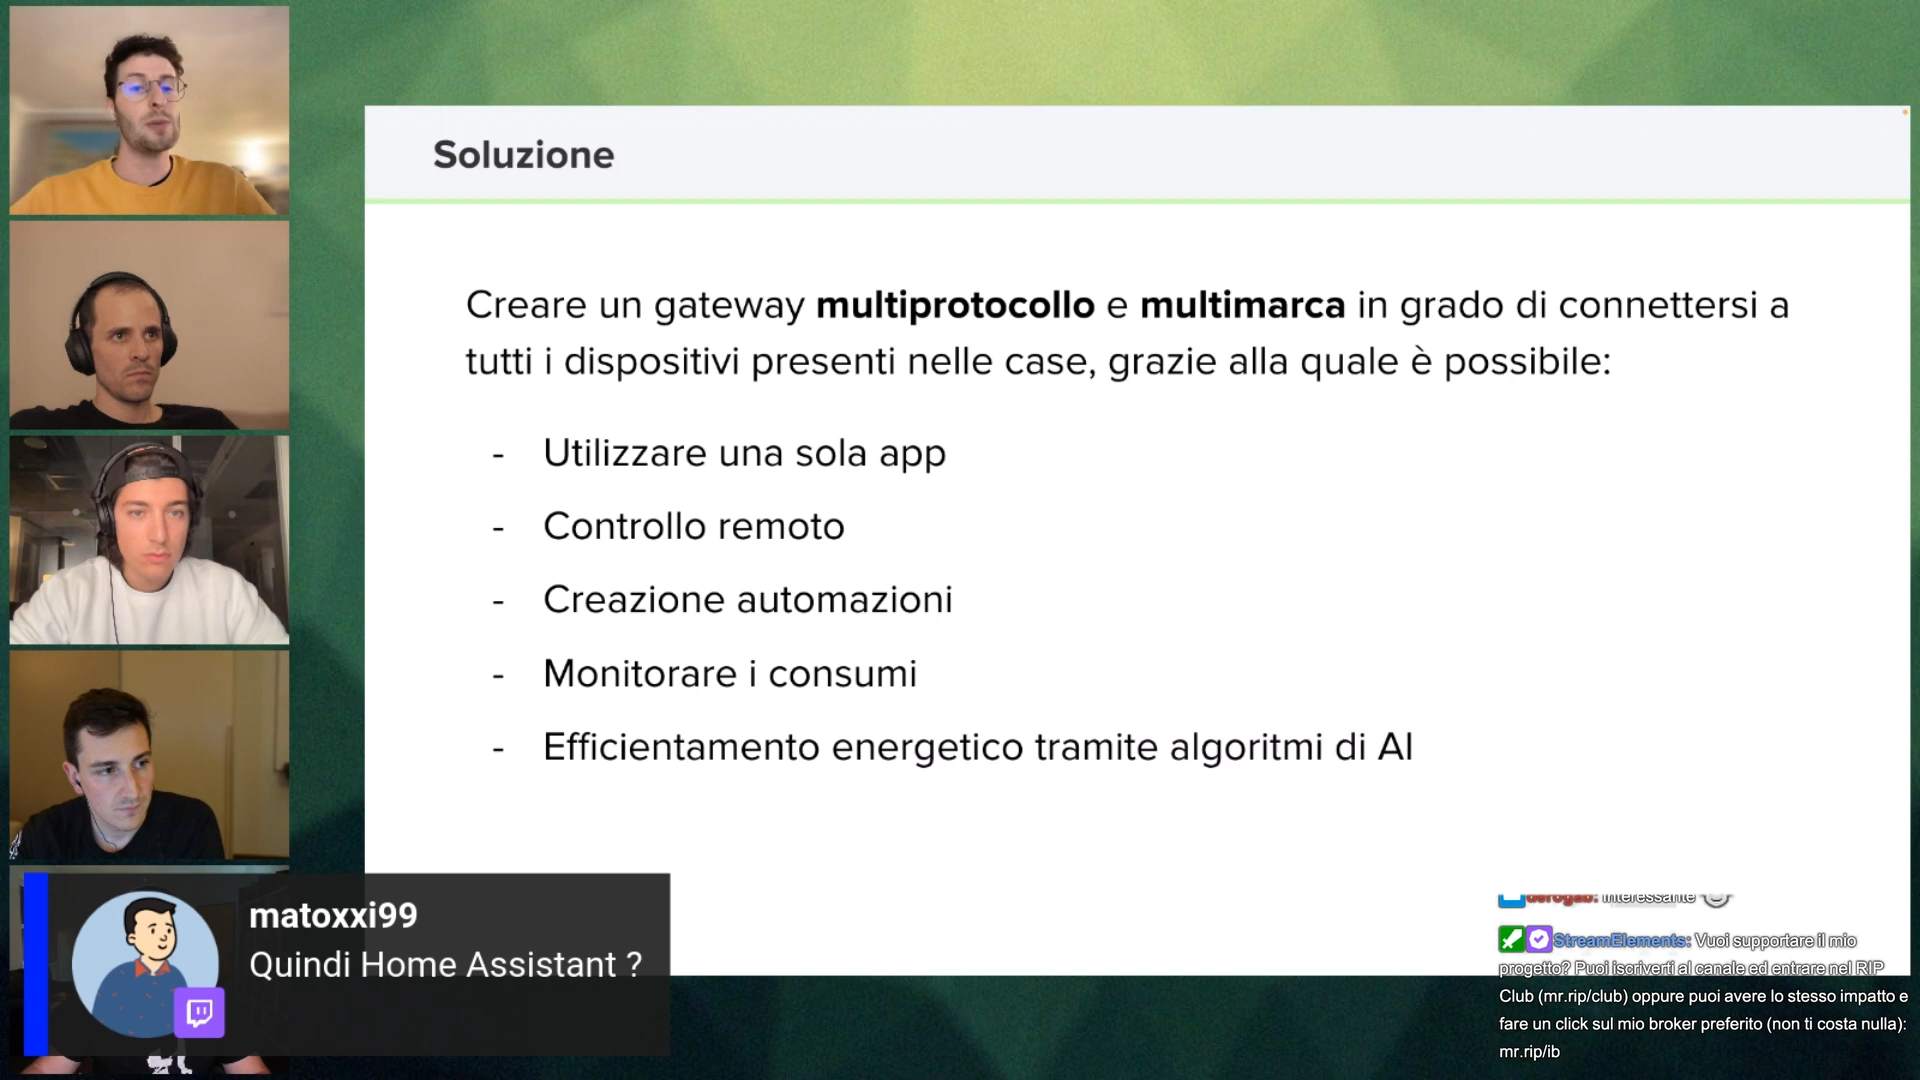 Soluzione
Creare un gateway multiprotocollo e multimarca in grado di connettersi a
tutti i dispositivi presenti nelle case, grazie alla quale è possibile:
- Utilizzare una sola app
- Controllo remoto
- Creazione automazioni
- Monitorare i consumi
- Efficientamento energetico tramite algoritmi di AI
matoxxi99
Quindi Home Assistant ?
interessante
StreamElements: Vuoi supportare il mio
progetto? Puoi iscriverti al canale ed entrare nel RIP
Club (mr.rip/club) oppure puoi avere lo stesso impatto e
fare un click sul mio broker preferito (non ti costa nulla):
mr.rip/ib